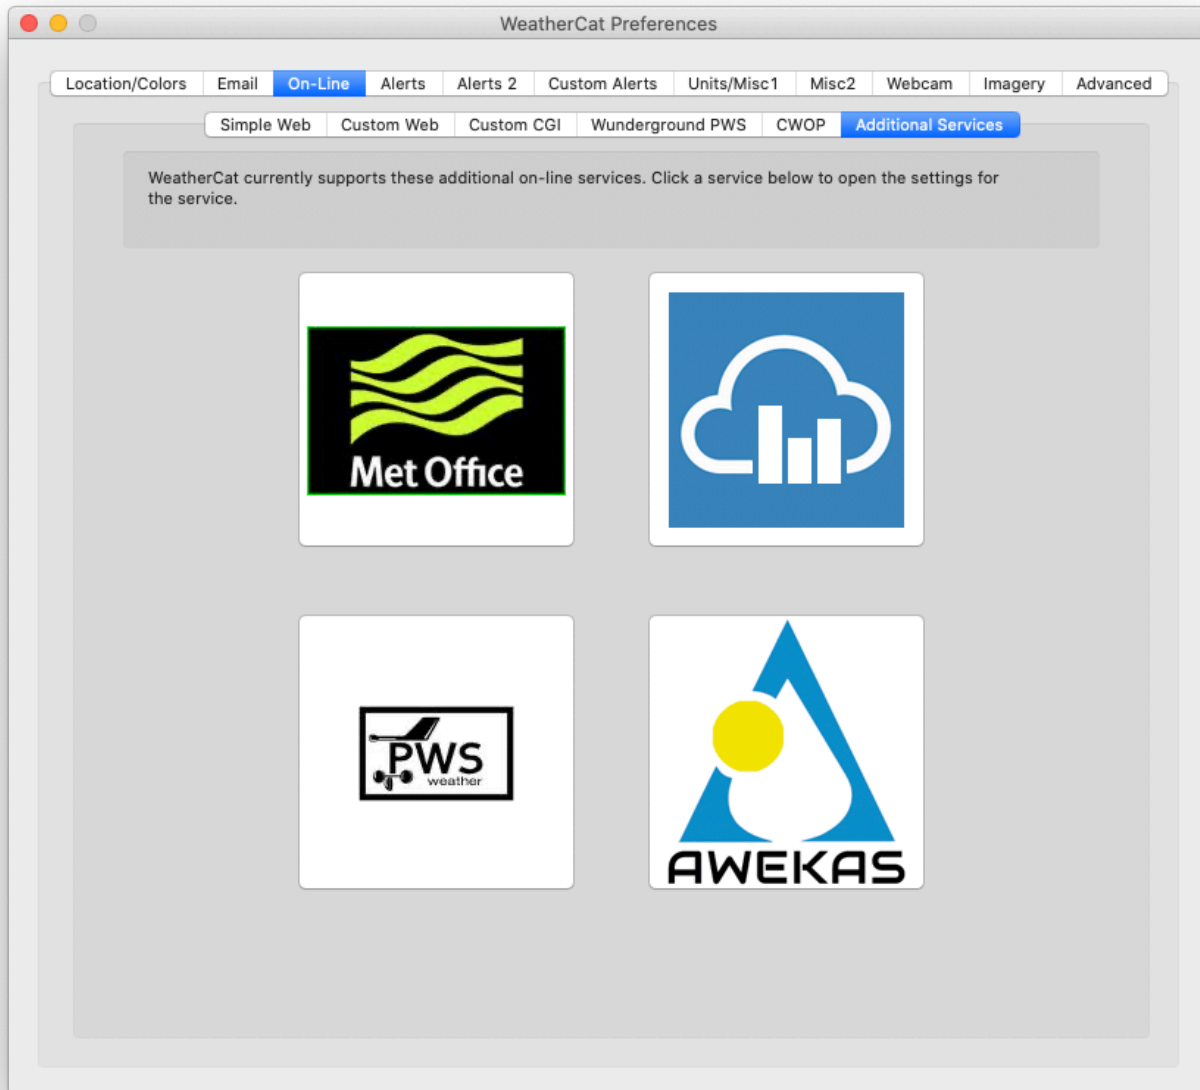 WeatherCat Preferences
Location/Colors Email On-Line Alerts Alerts 2 Custom Alerts Units/Misc1 Misc2 Webcam Imagery Advanced
Simple Web Custom Web Custom CGI Wunderground PWS CWOP Additional Services
WeatherCat currently supports these additional on-line services. Click a service below to open the settings for
the service.
Met Office
PWS
weather
AWEKAS